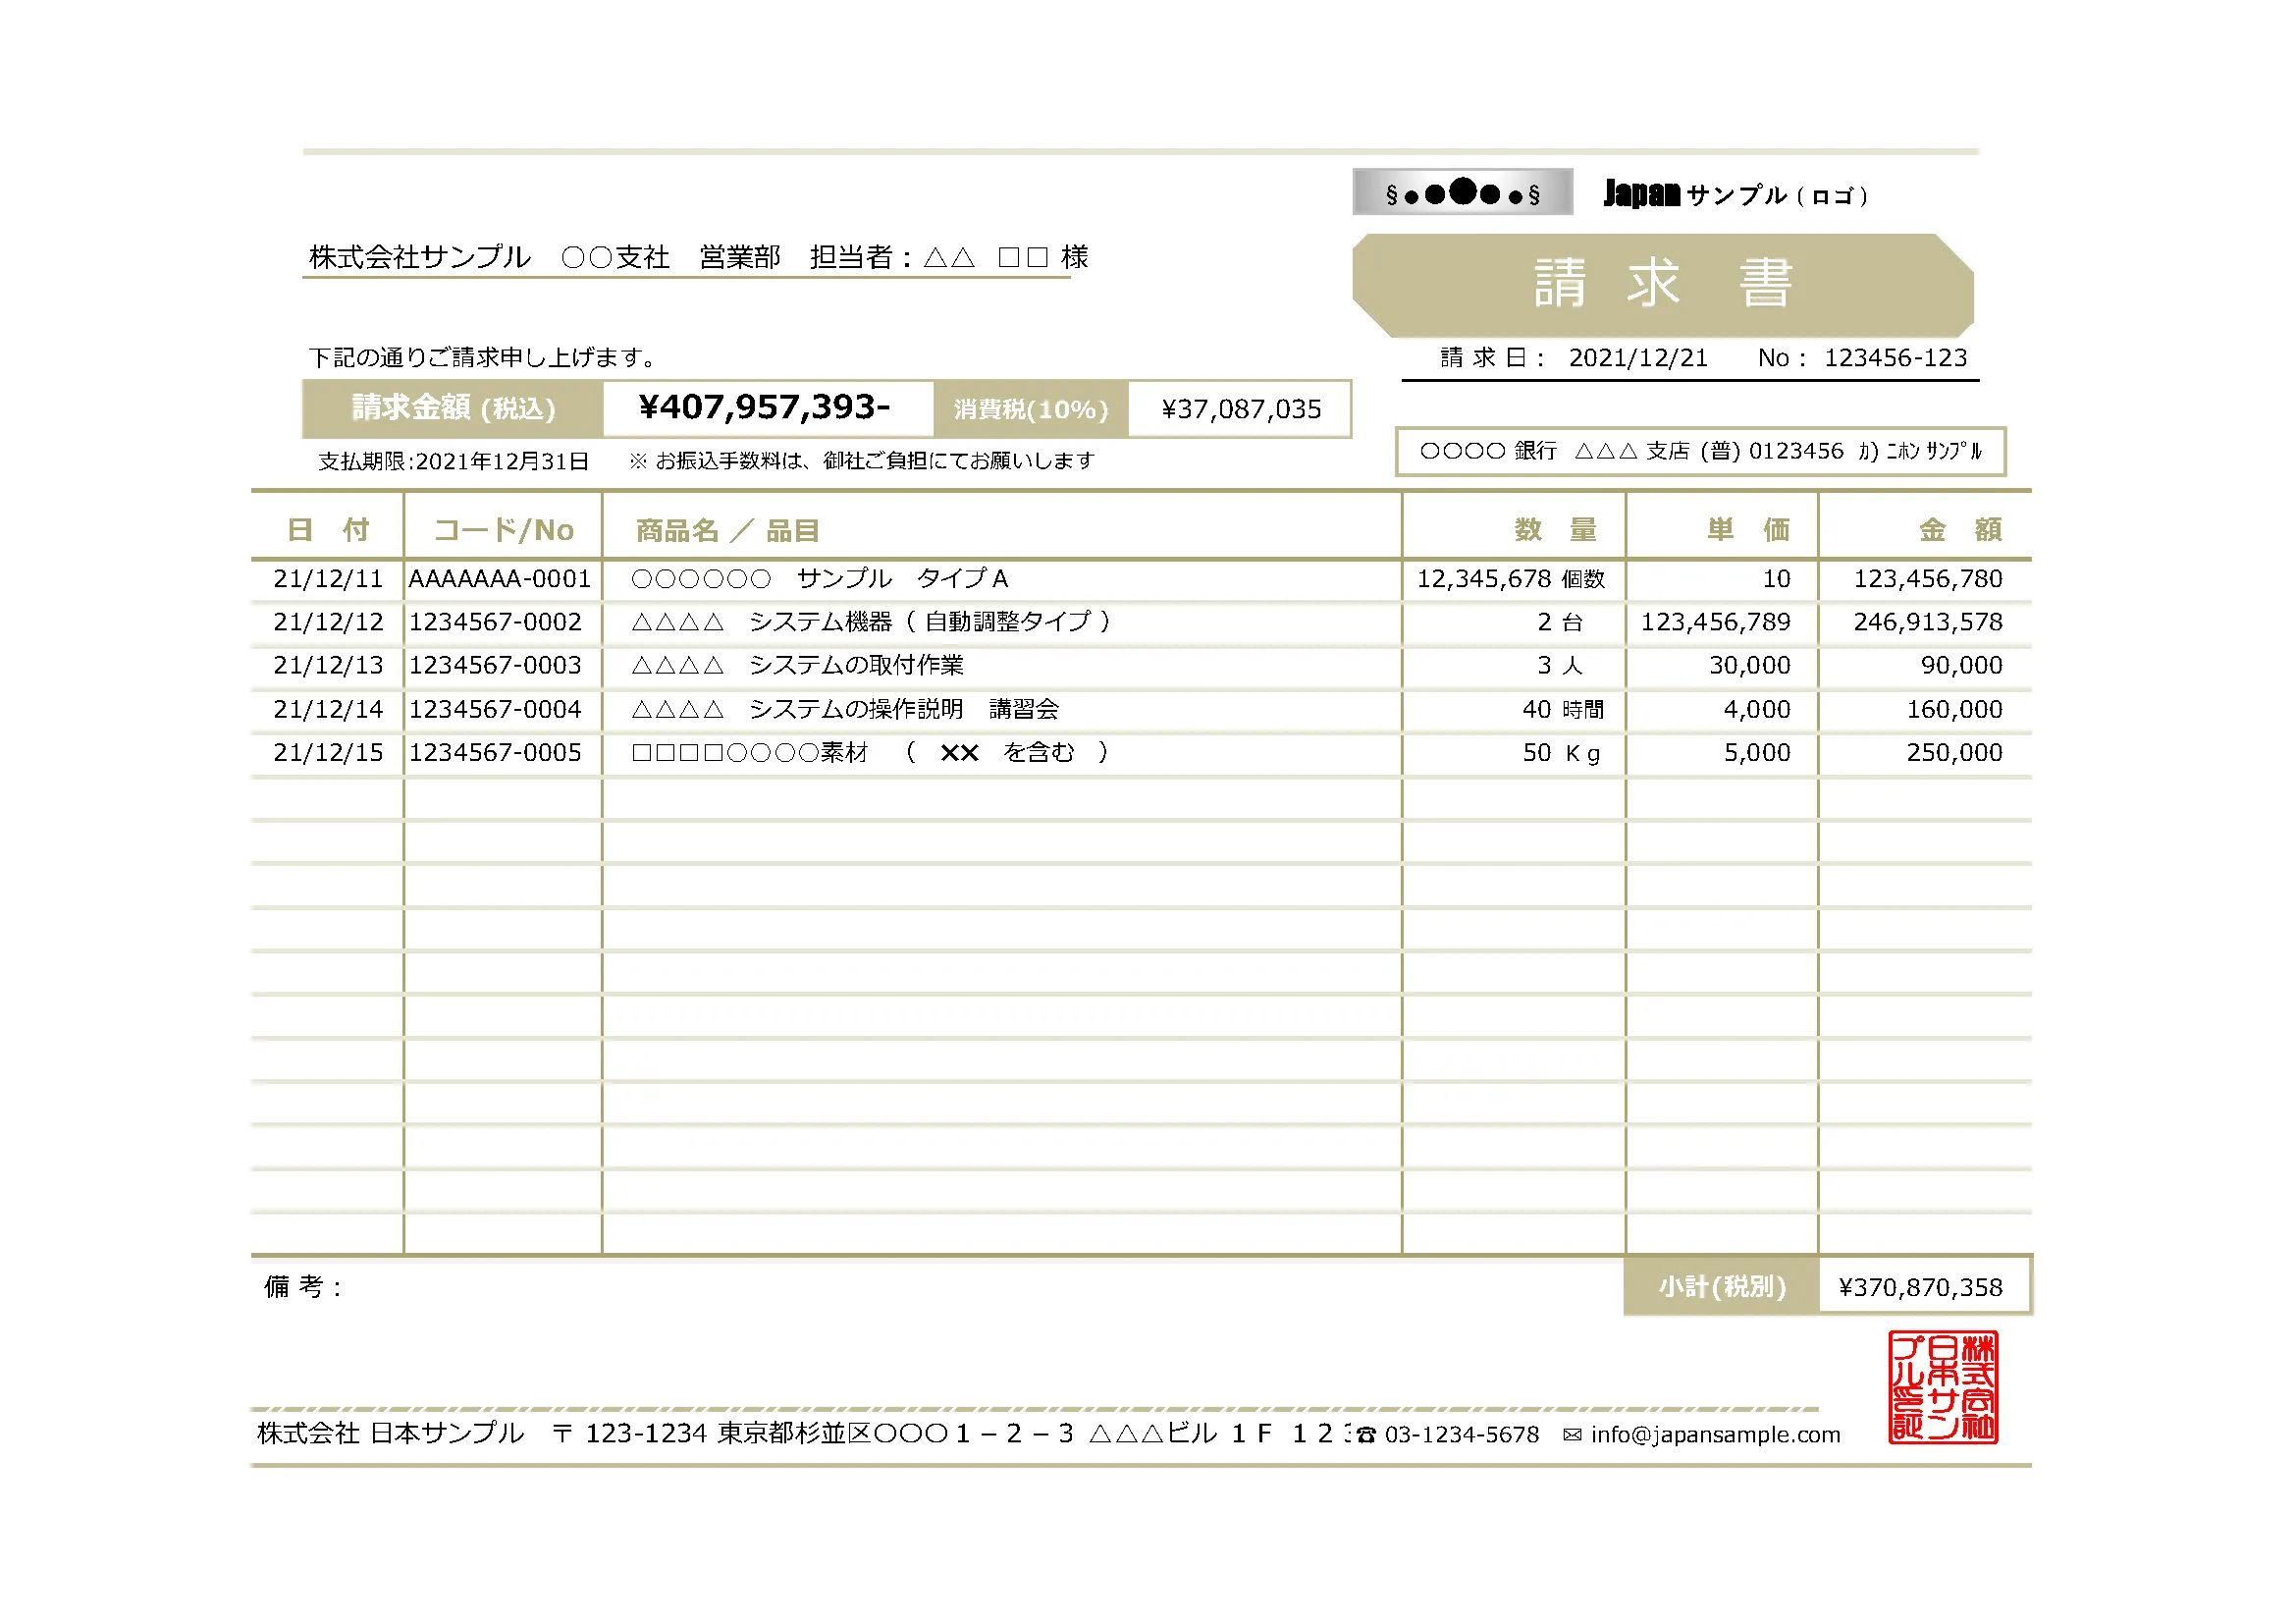 §●●●●●§ Japan サンプル ( ロゴ )
株式会社サンプル　○○支社　営業部　担当者：△△　□□ 様
請 求 書
下記の通りご請求申し上げます。
請 求 日： 2021/12/21 No： 123456-123
請求金額 (税込) ¥407,957,393- 消費税(10%) ¥37,087,035
支払期限:2021年12月31日 ※ お振込手数料は、御社ご負担にてお願いします
○○○○ 銀行 △△△ 支店 (普) 0123456 ｶ) ﾆﾎﾝ ｻﾝﾌﾟﾙ
日　付 コード/No 商品名 ／ 品目 数　量 単　価 金　額
21/12/11 AAAAAAA-0001 ○○○○○○　サンプル　タイプ A 12,345,678 個数 10 123,456,780
21/12/12 1234567-0002 △△△△　システム機器（ 自動調整タイプ ） 2 台 123,456,789 246,913,578
21/12/13 1234567-0003 △△△△　システムの取付作業 3 人 30,000 90,000
21/12/14 1234567-0004 △△△△　システムの操作説明　講習会 40 時間 4,000 160,000
21/12/15 1234567-0005 □□□□○○○○素材　（　××　を含む　） 50 Ｋｇ 5,000 250,000
備 考： 小計(税別) ¥370,870,358
株式会社 日本サンプル　〒 123-1234 東京都杉並区○○○１－２－３ △△△ビル １Ｆ １２ ☎ 03-1234-5678 ✉ info@japansample.com
株式会社
日本サン
プル印証